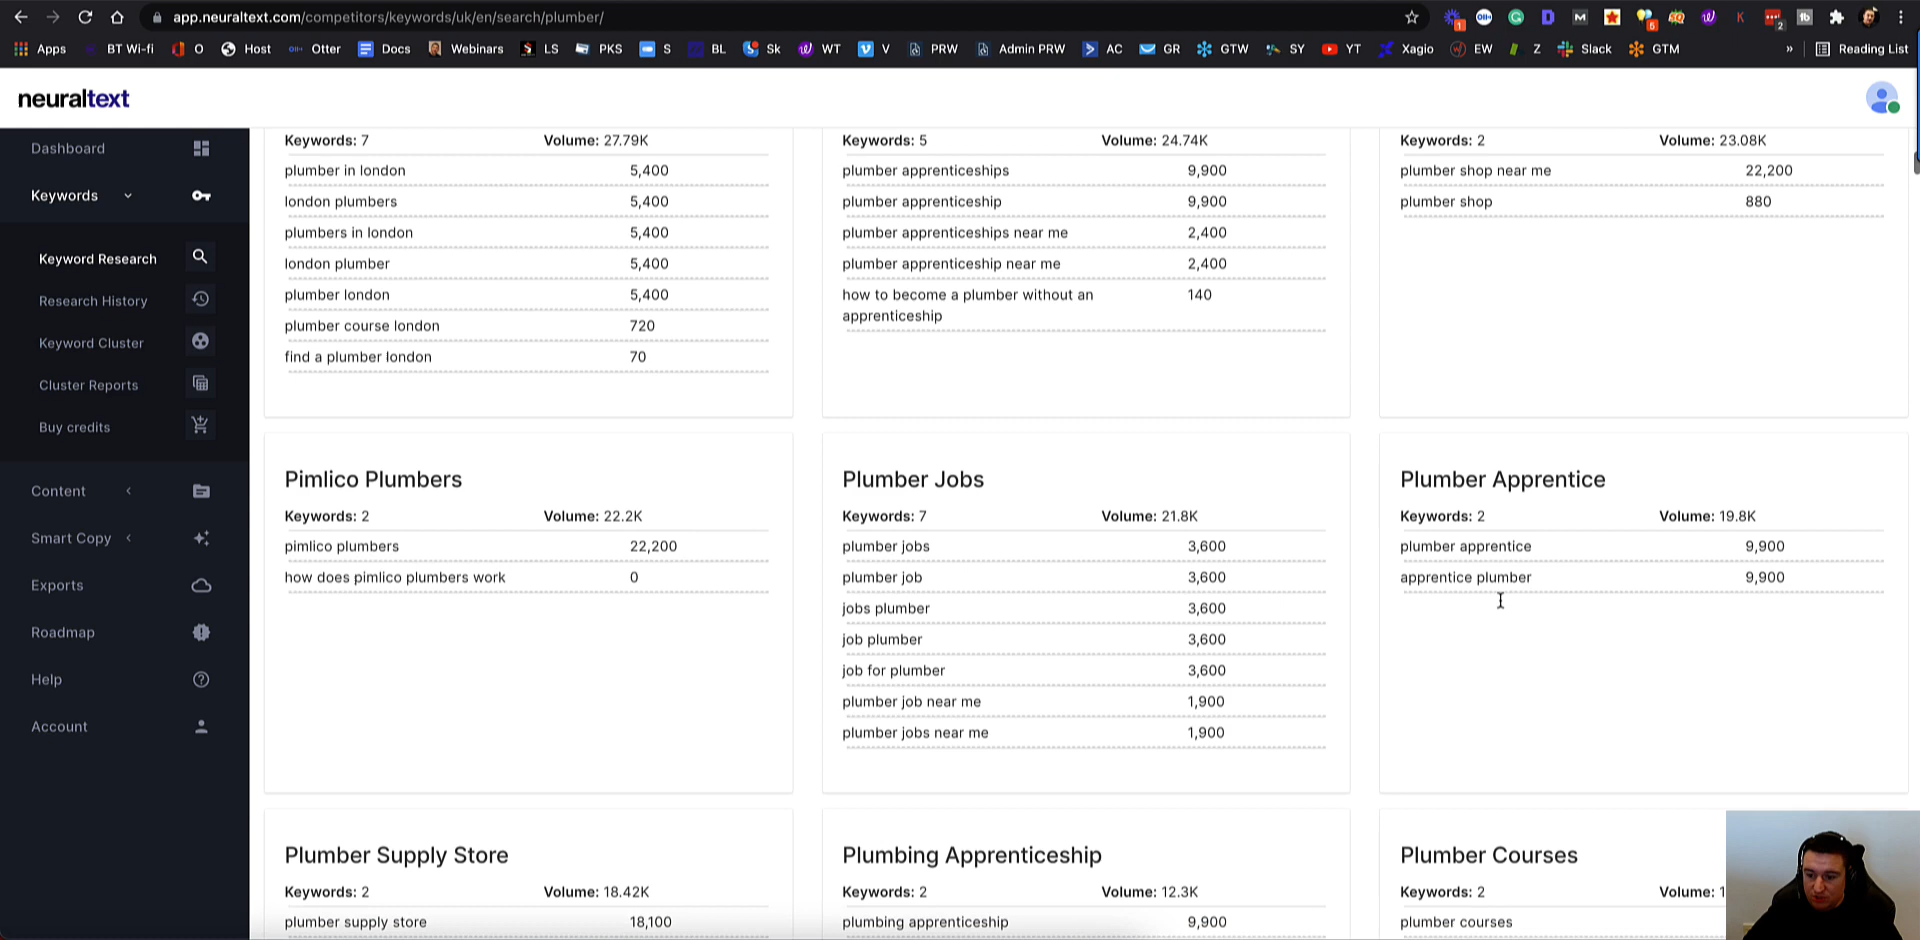 app.neuraltext.com/competitors/keywords/uk/en/search/plumber/
Apps BT Wi-fi O Host Otter Docs Webinars LS PKS S BL Sk WT V PRW Admin PRW AC GR GTW SY YT Xagio EW Z Slack GTM » Reading List
neuraltext
Dashboard
Keywords
Keyword Research
Research History
Keyword Cluster
Cluster Reports
Buy credits
Content
Smart Copy
Exports
Roadmap
Help
Account
Keywords: 7 Volume: 27.79K
plumber in london 5,400
london plumbers 5,400
plumbers in london 5,400
london plumber 5,400
plumber london 5,400
plumber course london 720
find a plumber london 70
Keywords: 5 Volume: 24.74K
plumber apprenticeships 9,900
plumber apprenticeship 9,900
plumber apprenticeships near me 2,400
plumber apprenticeship near me 2,400
how to become a plumber without an 140
apprenticeship
Keywords: 2 Volume: 23.08K
plumber shop near me 22,200
plumber shop 880
Pimlico Plumbers
Keywords: 2 Volume: 22.2K
pimlico plumbers 22,200
how does pimlico plumbers work 0
Plumber Jobs
Keywords: 7 Volume: 21.8K
plumber jobs 3,600
plumber job 3,600
jobs plumber 3,600
job plumber 3,600
job for plumber 3,600
plumber job near me 1,900
plumber jobs near me 1,900
Plumber Apprentice
Keywords: 2 Volume: 19.8K
plumber apprentice 9,900
apprentice plumber 9,900
Plumber Supply Store
Keywords: 2 Volume: 18.42K
plumber supply store 18,100
Plumbing Apprenticeship
Keywords: 2 Volume: 12.3K
plumbing apprenticeship 9,900
Plumber Courses
Keywords: 2 Volume: 1
plumber courses